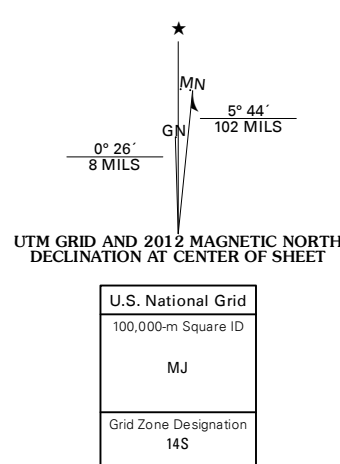 ★
MN
GN
5° 44´
102 MILS
0° 26´
8 MILS
UTM GRID AND 2012 MAGNETIC NORTH
DECLINATION AT CENTER OF SHEET
U.S. National Grid
100,000-m Square ID
MJ
Grid Zone Designation
14S